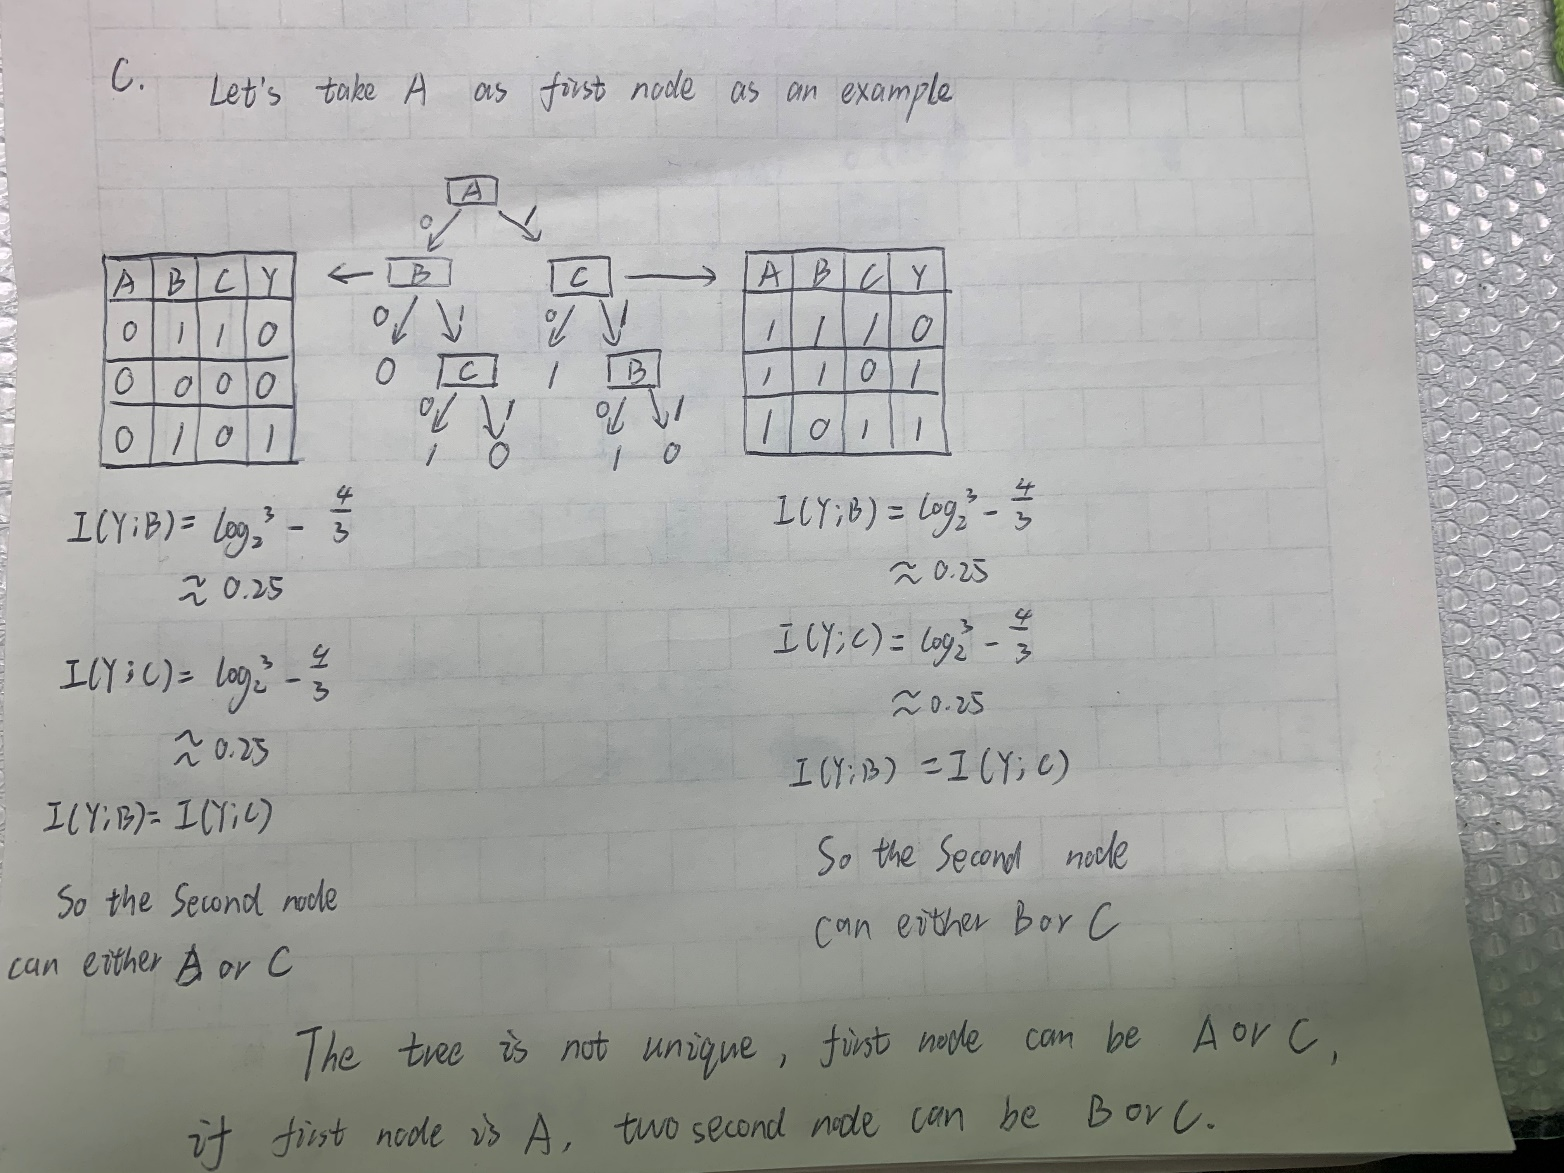 C. Let's take A as first node as an example
A
0 1
B C
0 1 0 1
0 C 1 B
0 1 0 1
1 0 1 0
A B C Y
0 1 1 0
0 0 0 0
0 1 0 1
A B C Y
1 1 1 0
1 1 0 1
1 0 1 1
I(Y;B)= log₂³ - 4/3
≈ 0.25
I(Y;C)= log₂³ - 4/3
≈ 0.25
I(Y;B)= I(Y;C)
So the Second node
can either B or C
I(Y;B) = log₂³ - 4/3
≈ 0.25
I(Y;C) = log₂³ - 4/3
≈ 0.25
I(Y;B) = I(Y;C)
So the Second node
can either B or C
The tree is not unique, first node can be A or C,
if first node is A, two second node can be B or C.